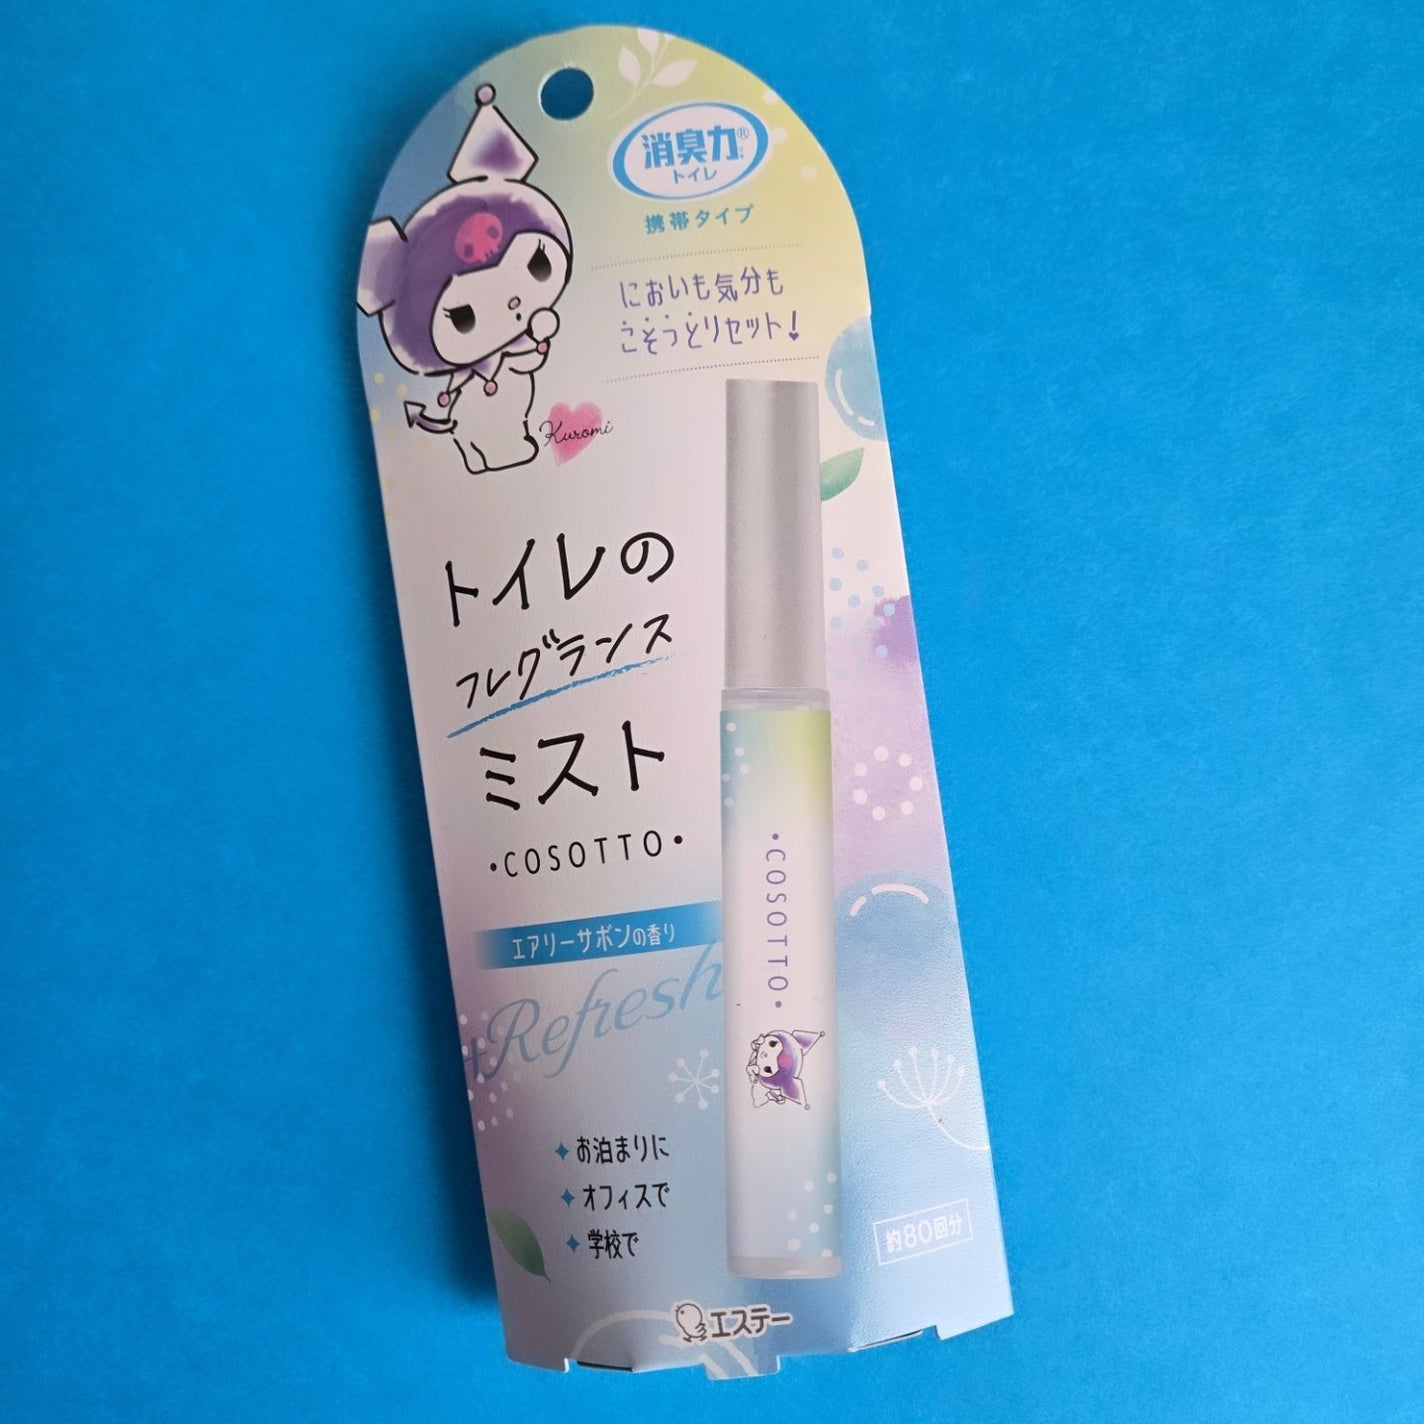 消臭力®
トイレ
携帯タイプ
においも気分も
こそっとリセット!
Kuromi
トイレの
フレグランス
ミスト
・COSOTTO・
エアリーサボンの香り
+Refresh
お泊まりに
オフィスで
学校で
・COSOTTO・
約80回分
エステー